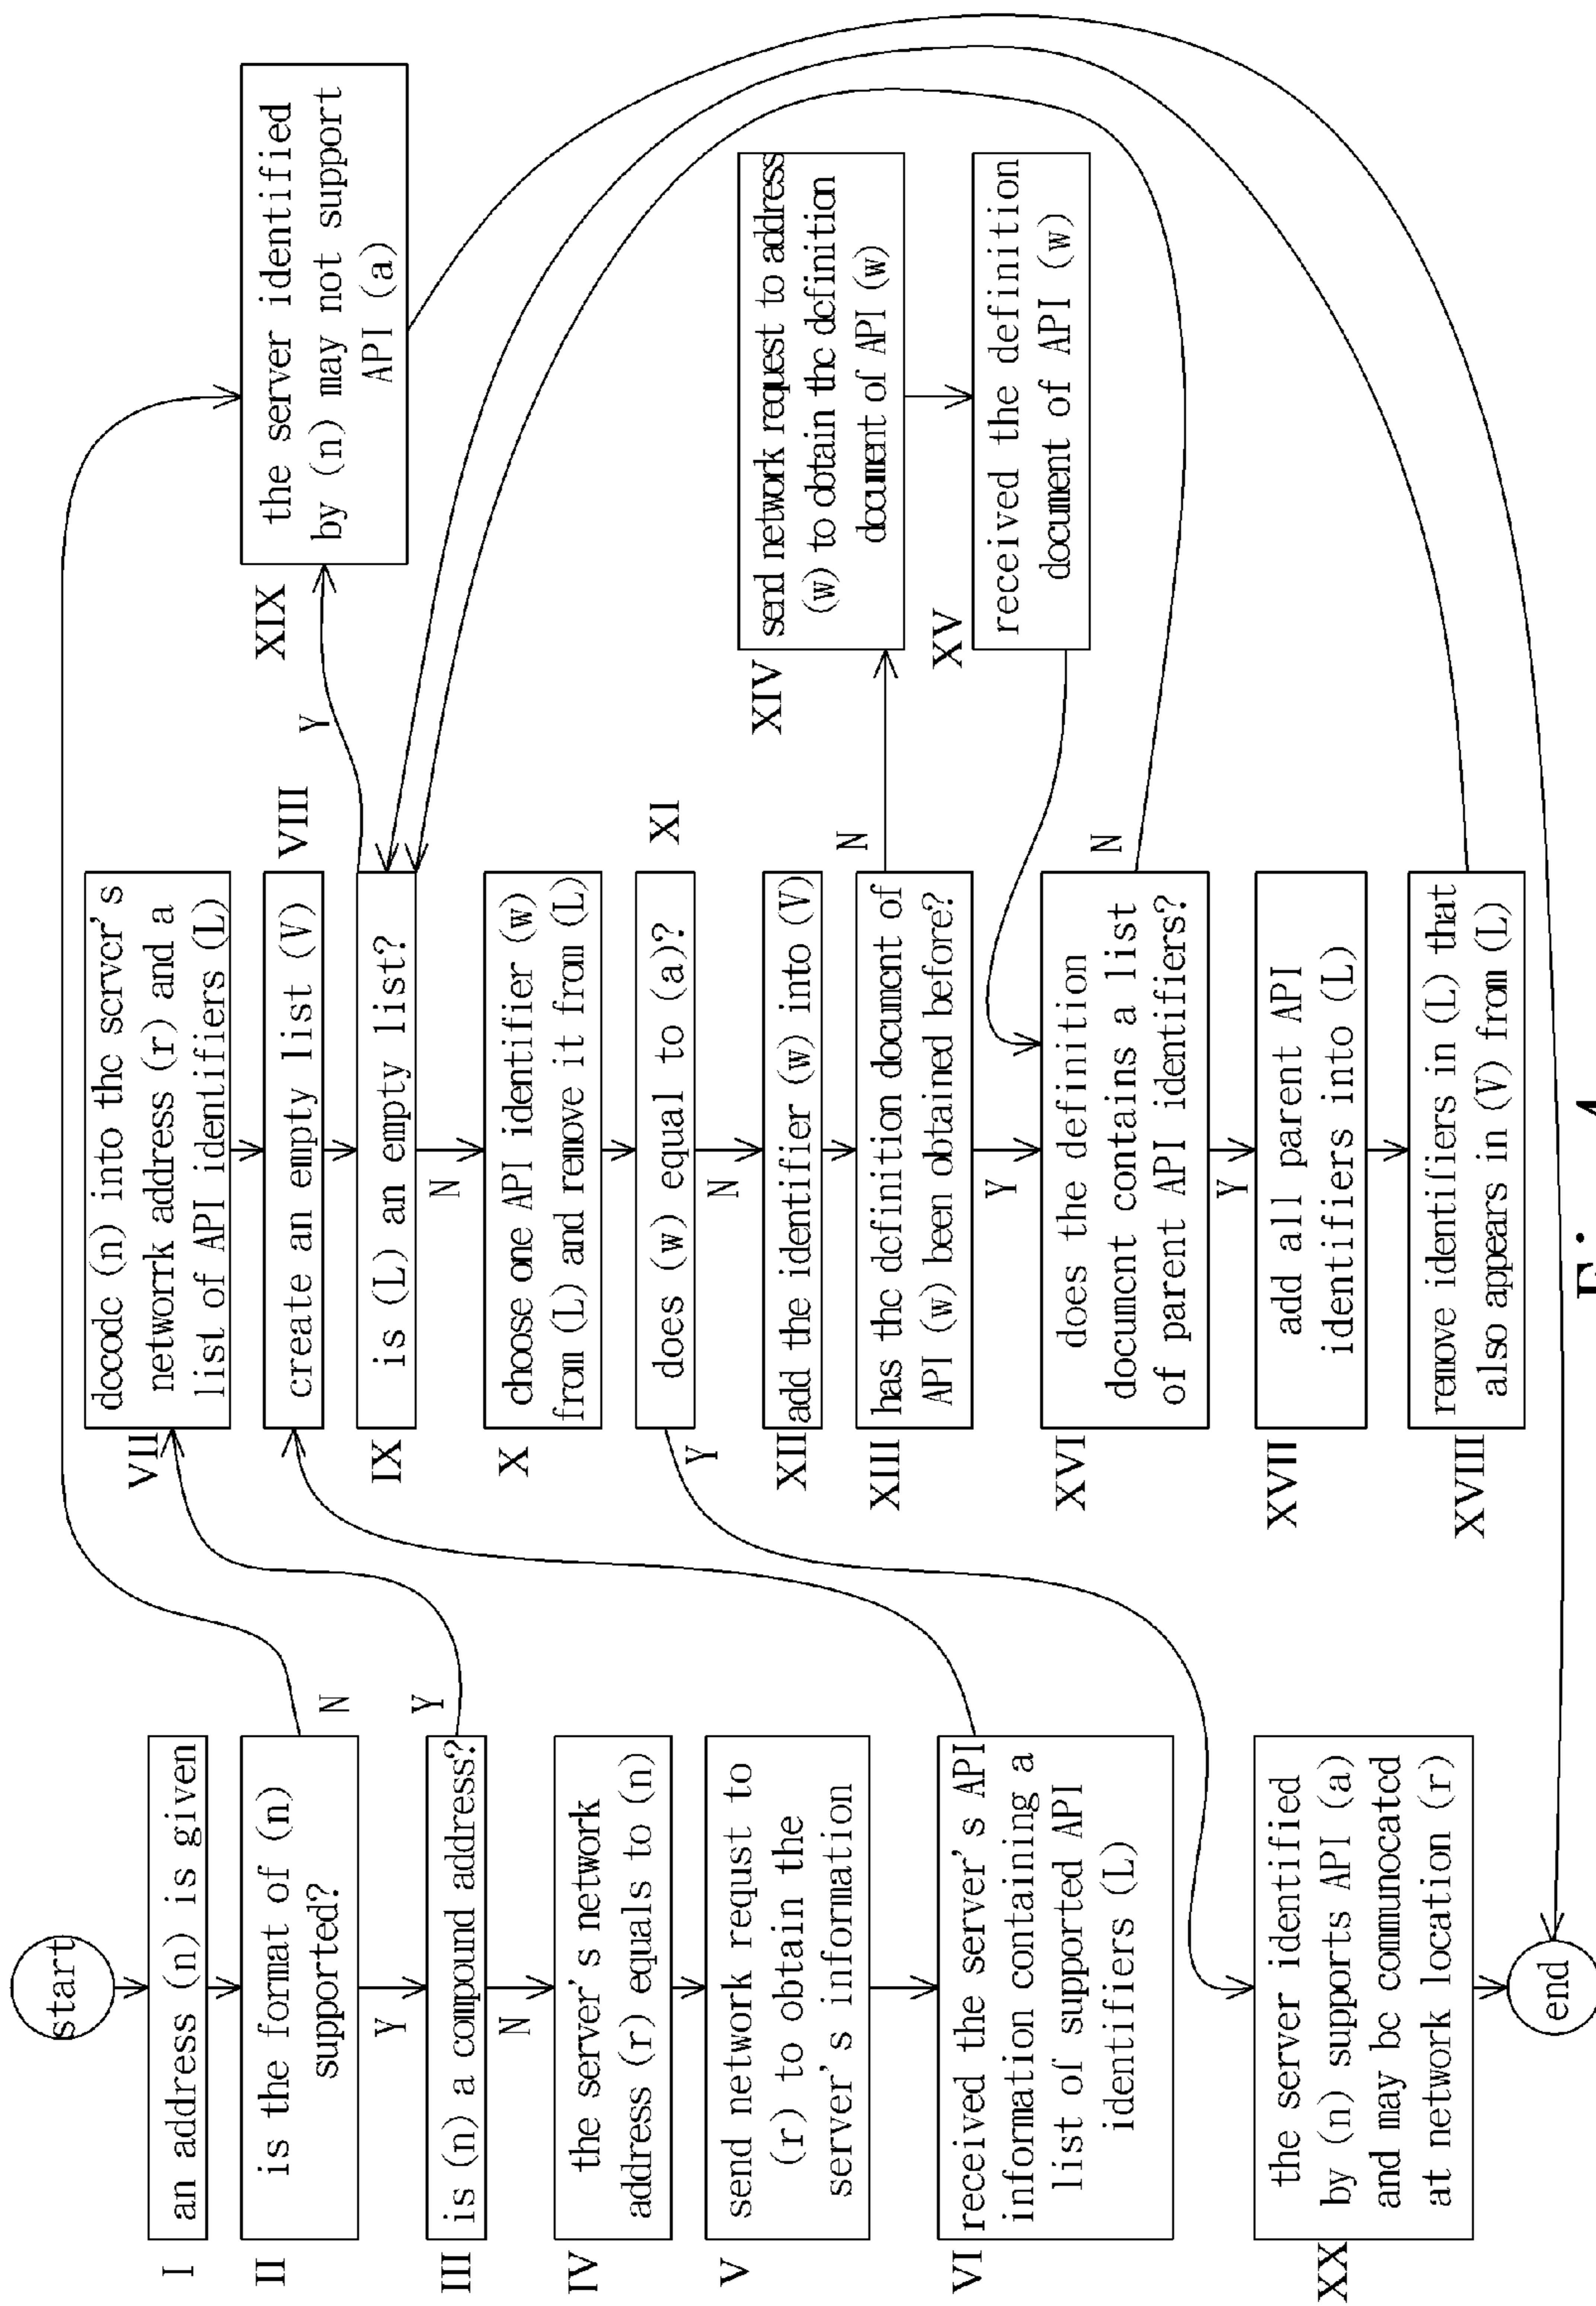 start
I
an address (n) is given
II
is the format of (n)
supported?
N
Y
III
is (n) a compound address?
Y
N
IV
the server's network
address (r) equals to (n)
V
send network requst to
(r) to obtain the
server's information
VI
received the server's API
information containing a
list of supported API
identifiers (L)
XX
the server identified
by (n) supports API (a)
and may be communocated
at network location (r)
end
VII
decode (n) into the server's
netwrork address (r) and a
list of API identifiers (L)
VIII
create an empty list (V)
IX
is (L) an empty list?
Y
N
X
choose one API identifier (w)
from (L) and remove it from (L)
XI
does (w) equal to (a)?
Y
N
XII
add the identifier (w) into (V)
XIII
has the definition document of
API (w) been obtained before?
N
Y
XVI
does the definition
document contains a list
of parent API identifiers?
N
Y
XVII
add all parent API
identifiers into (L)
XVIII
remove identifiers in (L) that
also appears in (V) from (L)
XIX
the server identified
by (n) may not support
API (a)
XIV
send network request to address
(w) to obtain the definition
document of API (w)
XV
received the definition
document of API (w)